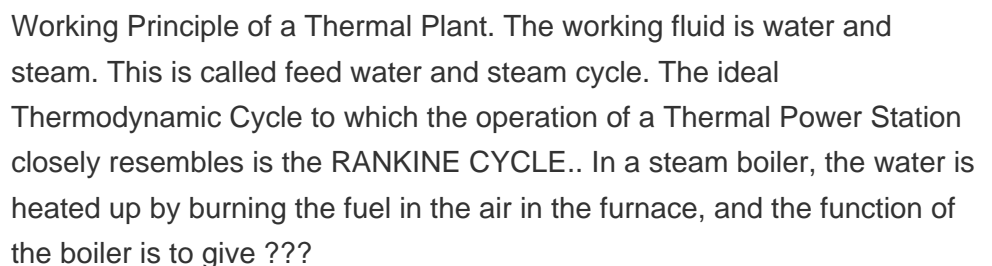 Working Principle of a Thermal Plant. The working fluid is water and
steam. This is called feed water and steam cycle. The ideal
Thermodynamic Cycle to which the operation of a Thermal Power Station
closely resembles is the RANKINE CYCLE.. In a steam boiler, the water is
heated up by burning the fuel in the air in the furnace, and the function of
the boiler is to give ???